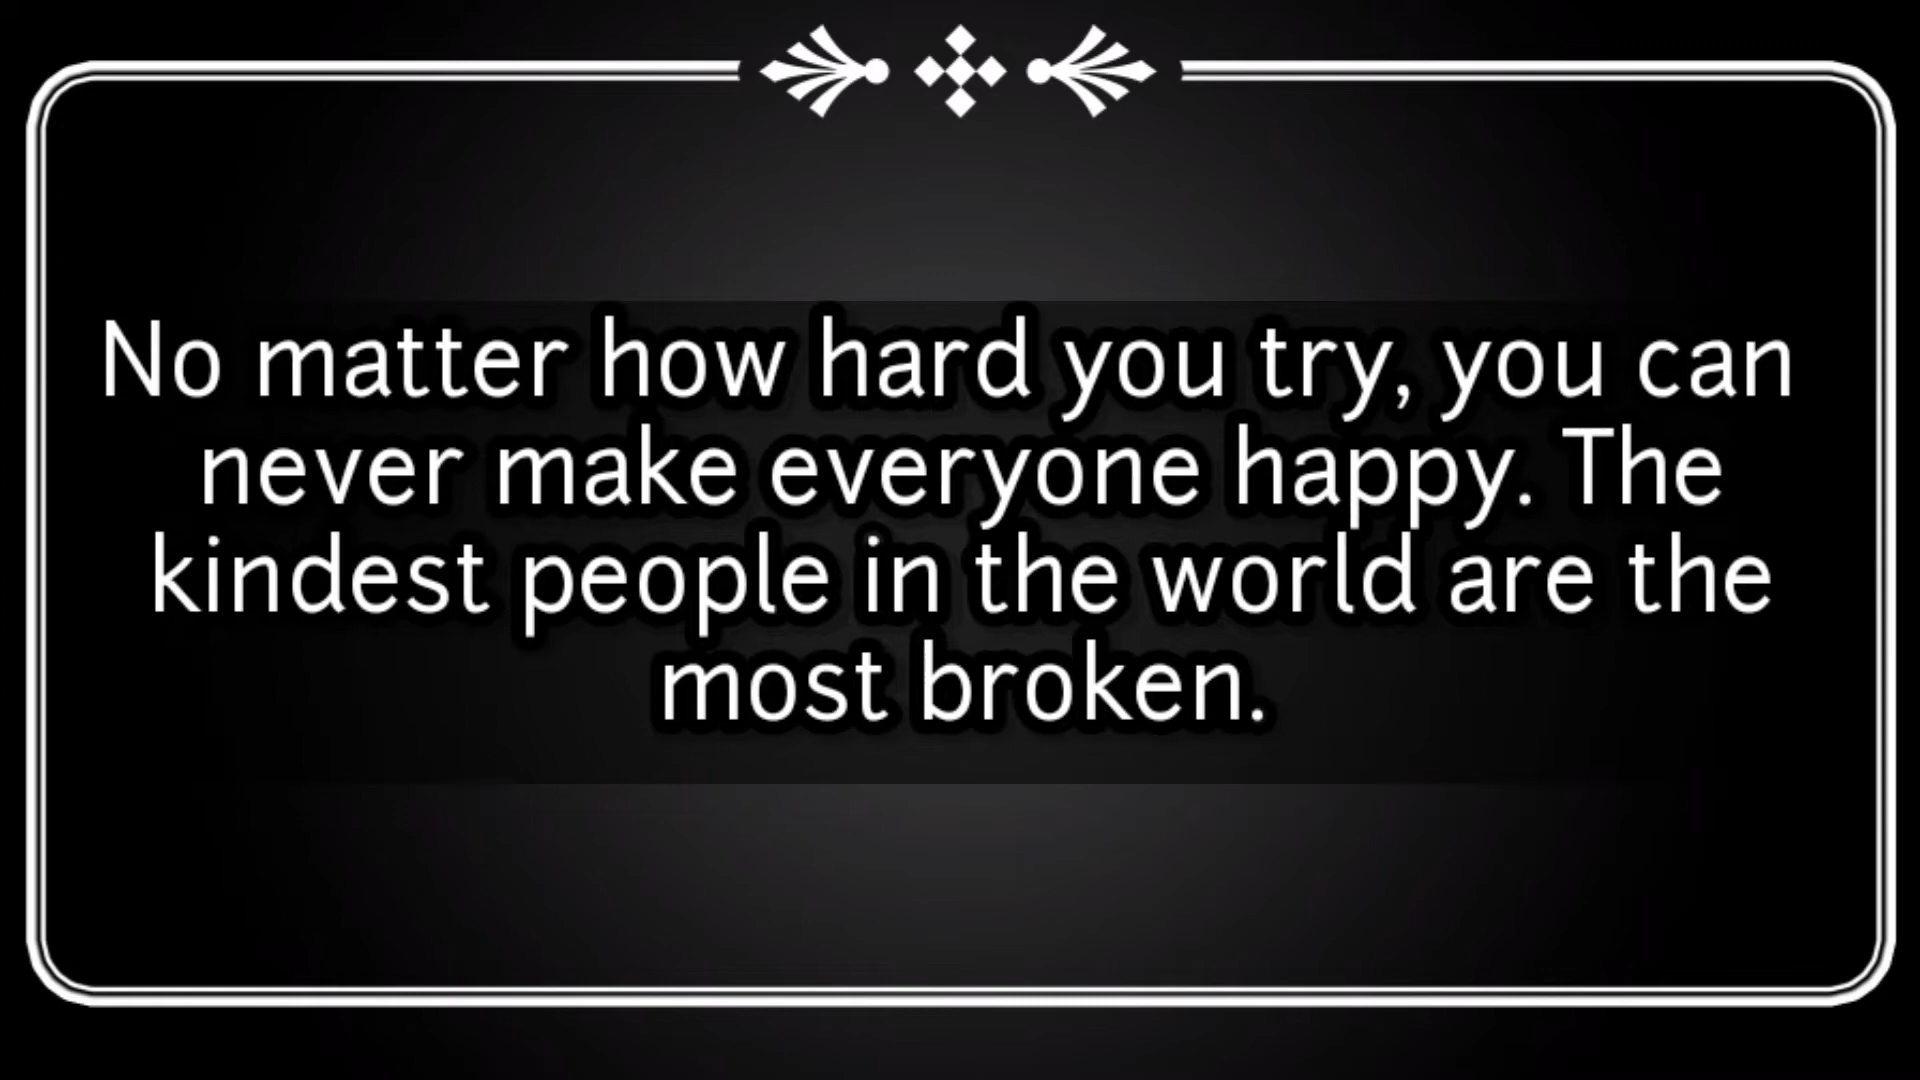 No matter how hard you try, you can
never make everyone happy. The
kindest people in the world are the
most broken.